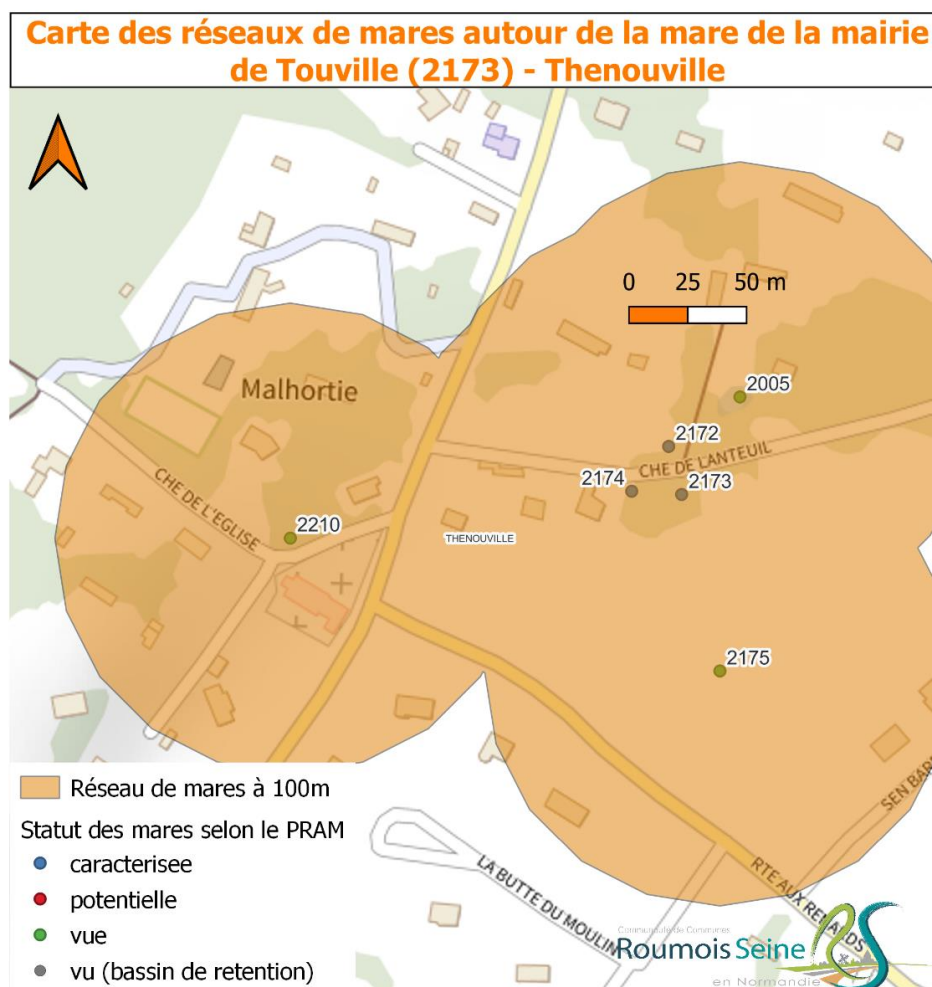 Carte des réseaux de mares autour de la mare de la mairie
de Touville (2173) - Thenouville
0 25 50 m
Malhortie
2005
2172
CHE DE L'ANTEUIL
2174
2173
CHE DE L'EGLISE
2210
THENOUVILLE
2175
Réseau de mares à 100m
Statut des mares selon le PRAM
caracterisee
potentielle
vue
vu (bassin de retention)
SEN BAR
LA BUTTE DU MOULIN
RTE AUX RENARDS
Communauté de Communes
Roumois Seine
en Normandie